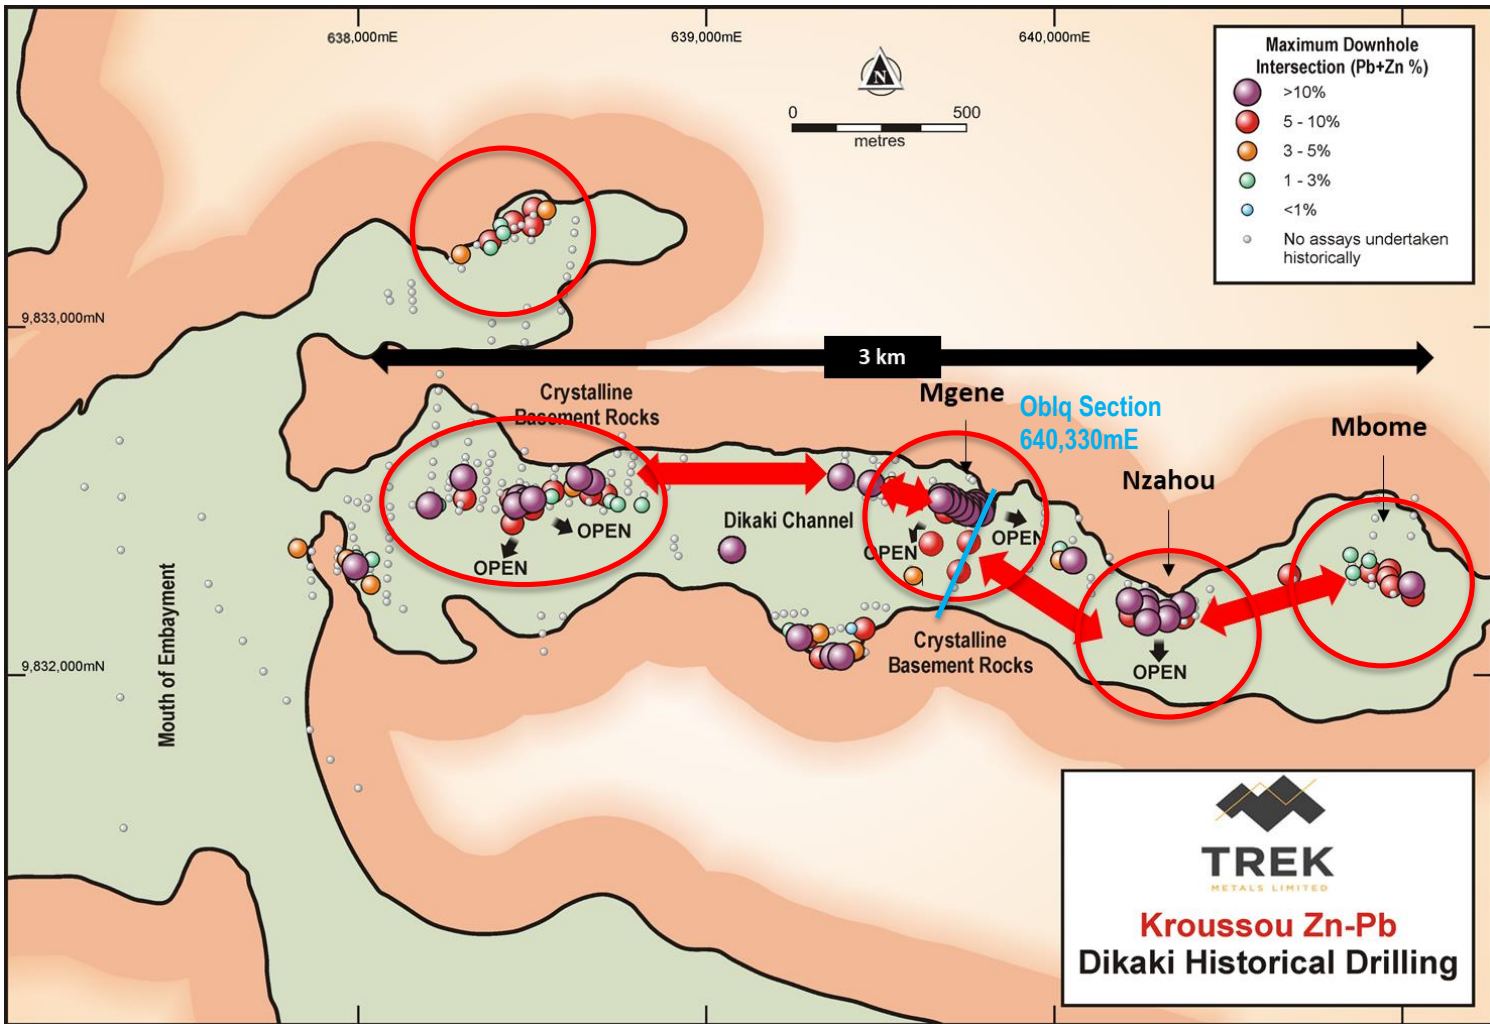 638,000mE
639,000mE
640,000mE
Maximum Downhole
Intersection (Pb+Zn %)
>10%
5 - 10%
3 - 5%
1 - 3%
<1%
No assays undertaken
historically
N
0
500
metres
9,833,000mN
3 km
Crystalline
Basement Rocks
Mgene
Oblq Section
640,330mE
Mbome
Nzahou
Dikaki Channel
OPEN
OPEN
OPEN
OPEN
OPEN
Mouth of Embayment
Crystalline
Basement Rocks
9,832,000mN
TREK
METALS LIMITED
Kroussou Zn-Pb
Dikaki Historical Drilling